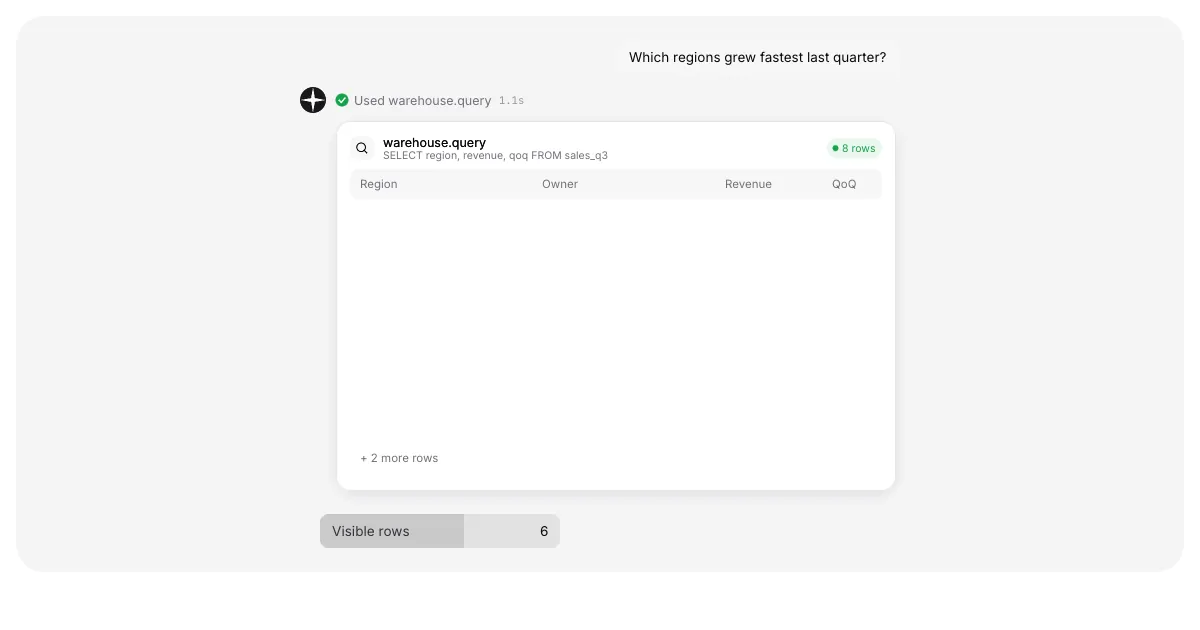 Which regions grew fastest last quarter?
Used warehouse.query 1.1s
warehouse.query
SELECT region, revenue, qoq FROM sales_q3
8 rows
Region Owner Revenue QoQ
+ 2 more rows
Visible rows 6